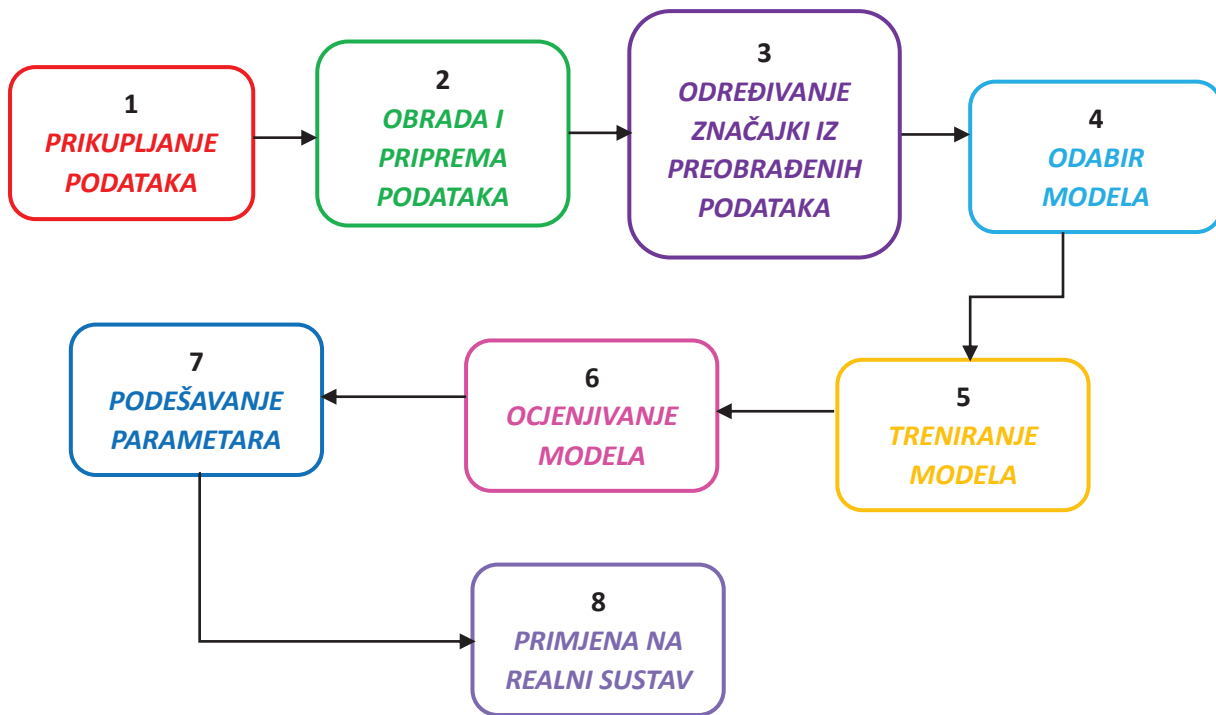 1
PRIKUPLJANJE
PODATAKA
2
OBRADA I
PRIPREMA
PODATAKA
3
ODREĐIVANJE
ZNAČAJKI IZ
PREOBRAĐENIH
PODATAKA
4
ODABIR
MODELA
5
TRENIRANJE
MODELA
6
OCJENJIVANJE
MODELA
7
PODEŠAVANJE
PARAMETARA
8
PRIMJENA NA
REALNI SUSTAV